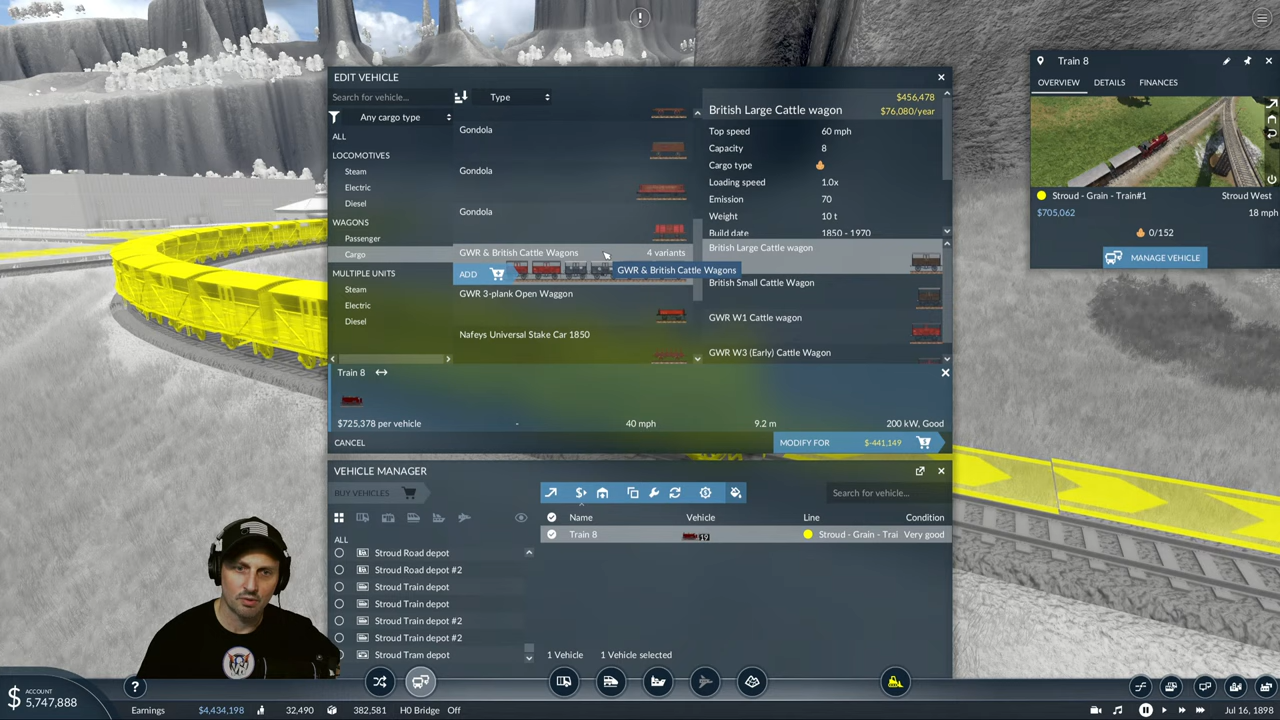 EDIT VEHICLE
Search for vehicle...
Type
Any cargo type
ALL
LOCOMOTIVES
Steam
Electric
Diesel
WAGONS
Passenger
Cargo
MULTIPLE UNITS
Steam
Electric
Diesel
Gondola
Gondola
Gondola
GWR & British Cattle Wagons
4 variants
ADD
GWR & British Cattle Wagons
GWR 3-plank Open Waggon
Nafeys Universal Stake Car 1850
$456,478
British Large Cattle wagon
$76,080/year
Top speed 60 mph
Capacity 8
Cargo type
Loading speed 1.0x
Emission 70
Weight 10 t
Build date 1850 - 1970
British Large Cattle wagon
British Small Cattle Wagon
GWR W1 Cattle wagon
GWR W3 (Early) Cattle Wagon
Train 8
$725,378 per vehicle - 40 mph 9.2 m 200 kW, Good
CANCEL
MODIFY FOR $-441,149
VEHICLE MANAGER
BUY VEHICLES
Search for vehicle...
Name Vehicle Line Condition
Train 8 19 Stroud - Grain - Trai Very good
ALL
Stroud Road depot
Stroud Road depot #2
Stroud Train depot
Stroud Train depot
Stroud Train depot #2
Stroud Train depot #2
Stroud Tram depot
1 Vehicle 1 Vehicle selected
Train 8
OVERVIEW DETAILS FINANCES
Stroud - Grain - Train#1 Stroud West
$705,062 18 mph
0/152
MANAGE VEHICLE
ACCOUNT
$ 5,747,888
?
Earnings $4,434,198 32,490 382,581 H0 Bridge Off
Jul 16, 1898